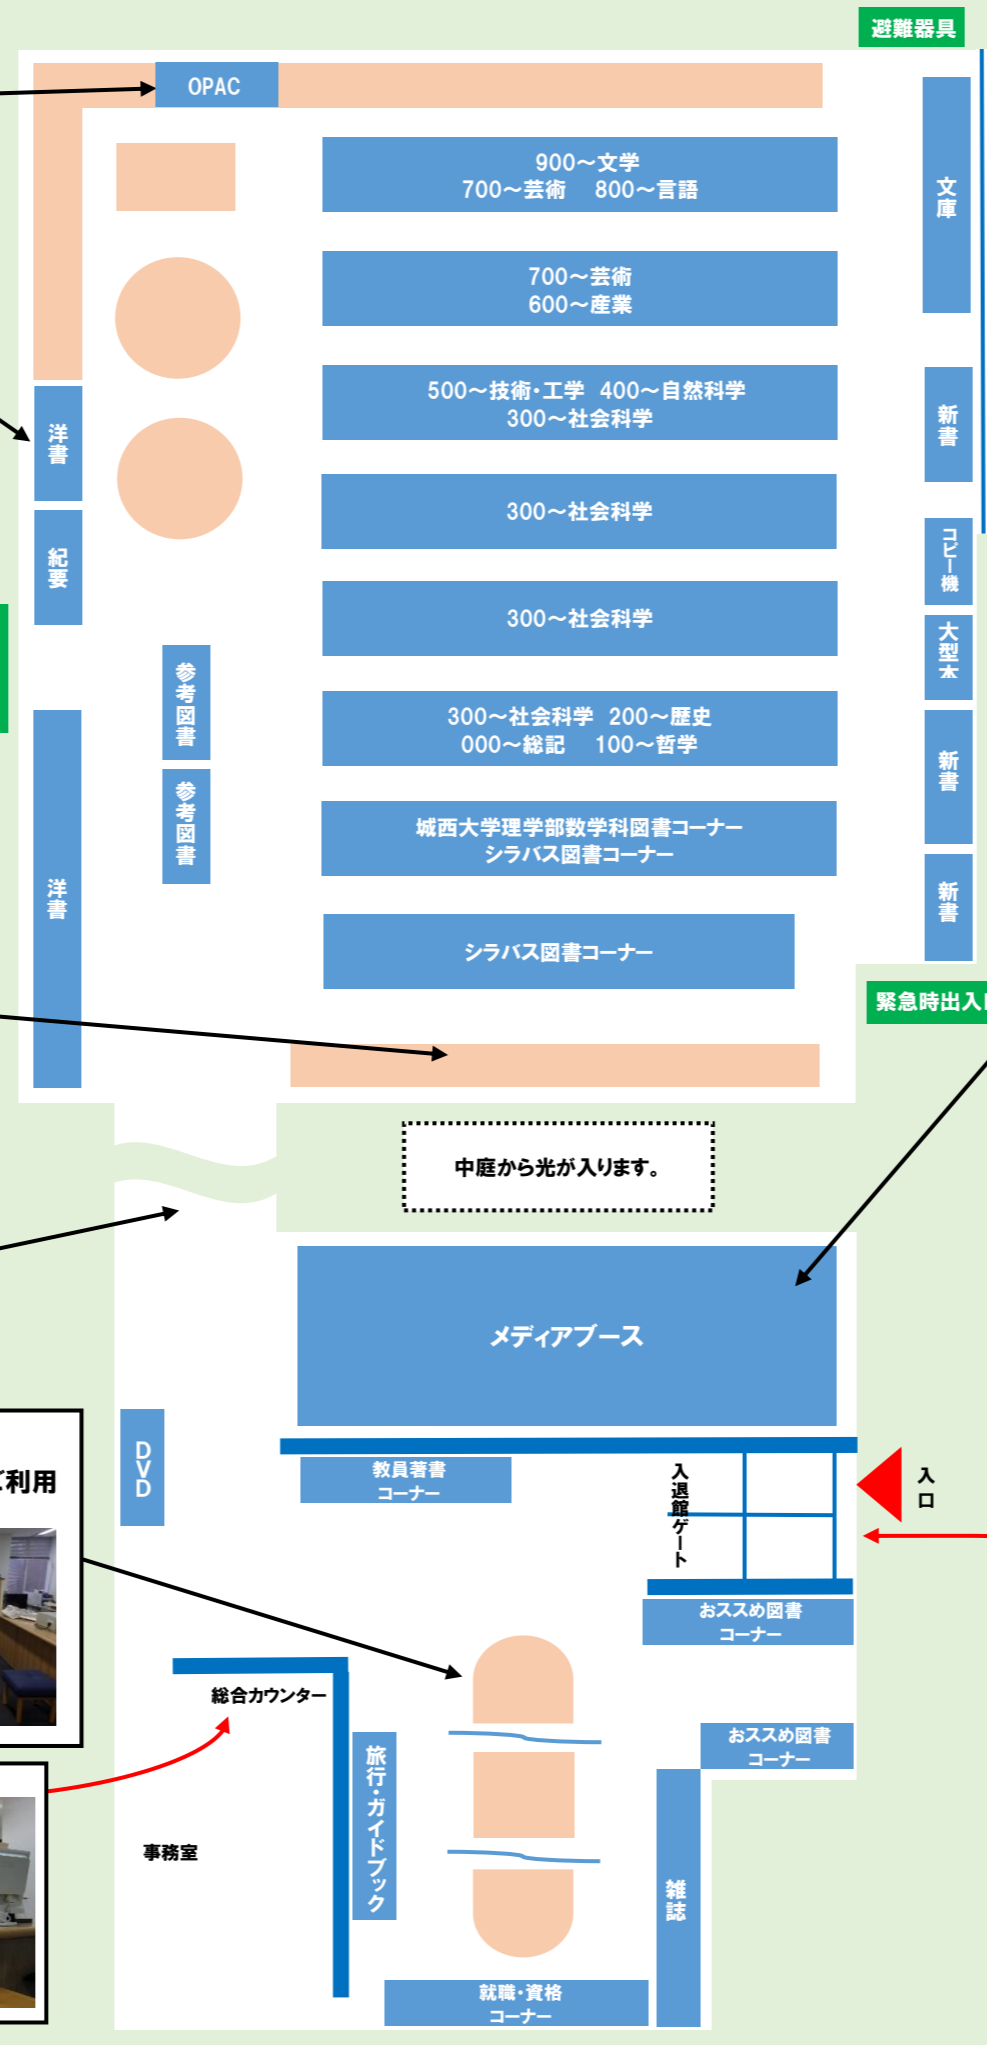 避難器具
OPAC
900～文学
700～芸術　800～言語
文庫
700～芸術
600～産業
500～技術・工学　400～自然科学
300～社会科学
新書
洋書
300～社会科学
コピー機
紀要
300～社会科学
大型本
参考図書
300～社会科学　200～歴史
000～総記　100～哲学
新書
参考図書
城西大学理学部数学科図書コーナー
シラバス図書コーナー
新書
洋書
シラバス図書コーナー
緊急時出入口
中庭から光が入ります。
メディアブース
DVD
ご利用
教員著書
コーナー
入退館ゲート
入口
おススめ図書
コーナー
総合カウンター
おススめ図書
コーナー
旅行・ガイドブック
事務室
雑誌
就職・資格
コーナー